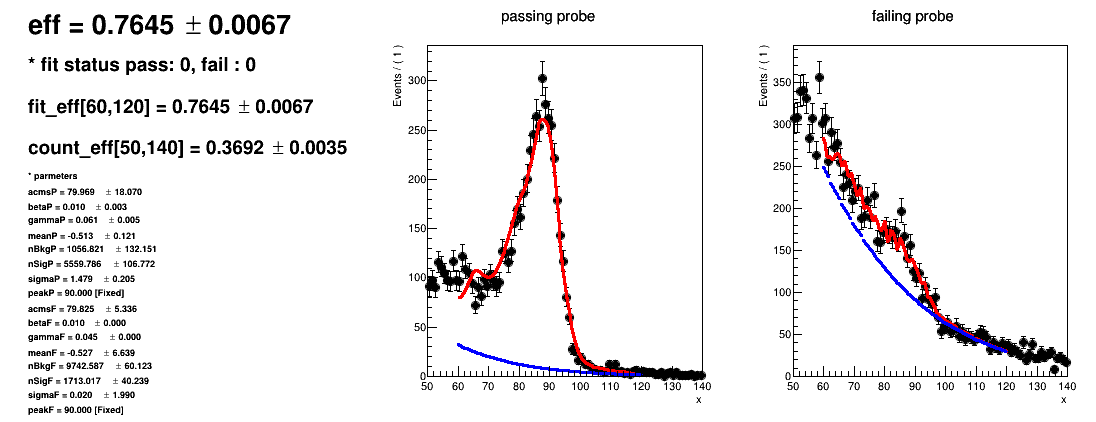 eff = 0.7645 ± 0.0067
* fit status pass: 0, fail : 0
fit_eff[60,120] = 0.7645 ± 0.0067
count_eff[50,140] = 0.3692 ± 0.0035
* parmeters
acmsP = 79.969 ± 18.070
betaP = 0.010 ± 0.003
gammaP = 0.061 ± 0.005
meanP = -0.513 ± 0.121
nBkgP = 1056.821 ± 132.151
nSigP = 5559.786 ± 106.772
sigmaP = 1.479 ± 0.205
peakP = 90.000 [Fixed]
acmsF = 79.825 ± 5.336
betaF = 0.010 ± 0.000
gammaF = 0.045 ± 0.000
meanF = -0.527 ± 6.639
nBkgF = 9742.587 ± 60.123
nSigF = 1713.017 ± 40.239
sigmaF = 0.020 ± 1.990
peakF = 90.000 [Fixed]
passing probe
Events / ( 1 )
300
250
200
150
100
50
0
50 60 70 80 90 100 110 120 130 140
x
failing probe
Events / ( 1 )
350
300
250
200
150
100
50
0
50 60 70 80 90 100 110 120 130 140
x